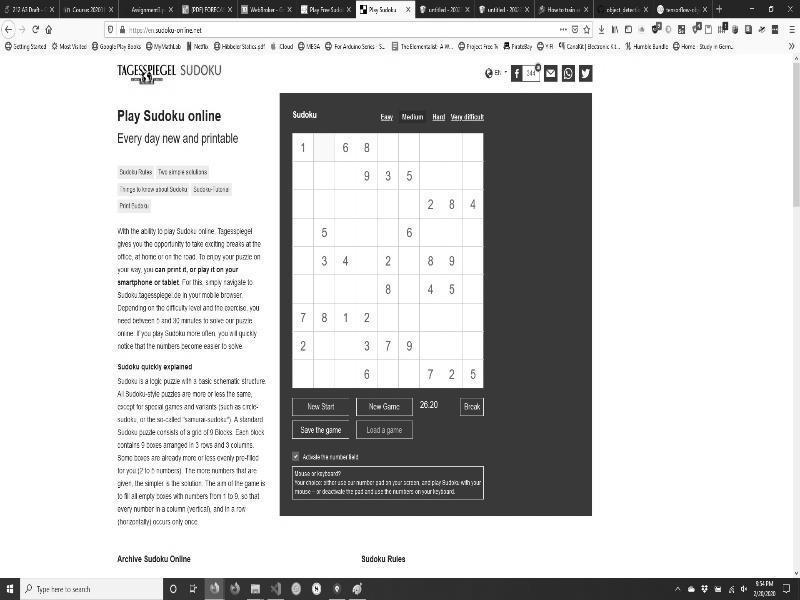 212 A3 Draft -
Course: 20201
Assignment1.p
[PDF] FORECA
WebBroker -
Play Free Sudo
Play Sudoku
untitled - 200
untitled - 200
How to train
object_detecti
tensorflow-obj
https://en.sudoku-online.net
Getting Started
Most Visited
Google Play Books
MyMathLab
Netflix
Hibbeler Statics.pdf
iCloud
MEGA
For Arduino Series - S...
The Elementalist: A W...
Project Free Tv
PirateBay
YIFI
CanaKit | Electronic Kit...
Humble Bundle
Home : Study in Germ...
TAGESSPIEGEL SUDOKU
EN
344
Play Sudoku online
Every day new and printable
Sudoku Rules Two simple solutions
Things to know about Sudoku Sudoku-Tutorial
Print Sudoku
With the ability to play Sudoku online, Tagesspiegel
gives you the opportunity to take exciting breaks at the
office, at home or on the road. To enjoy your puzzle on
your way, you can print it, or play it on your
smartphone or tablet. For this, simply navigate to
Sudoku.tagesspiegel.de in your mobile browser.
Depending on the difficulty level and the exercise, you
need between 5 and 30 minutes to solve our puzzle
online. If you play Sudoku more often, you will quickly
notice that the numbers become easier to solve.
Sudoku quickly explained
Sudoku is a logic puzzle with a basic schematic structure.
All Sudoku-style puzzles are more or less the same,
except for special games and variants (such as circle-
sudoku, or the so-called "samurai-sudoku"). A standard
Sudoku puzzle consists of a grid of 9 Blocks. Each block
contains 9 boxes arranged in 3 rows and 3 columns.
Some boxes are already more or less evenly pre-filled
for you (2 to 5 numbers). The more numbers that are
given, the simpler is the solution. The aim of the game is
to fill all empty boxes with numbers from 1 to 9, so that
every number in a column (vertical), and in a row
(horizontally) occurs only once.
Sudoku
Easy Medium Hard Very difficult
1 6 8
9 3 5
2 8 4
5 6
3 4 2 8 9
8 4 5
7 8 1 2
2 3 7 9
6 7 2 5
New Start New Game 26:20 Break
Save the game Load a game
Activate the number field
Mouse or keyboard?
Your choice: either use our number pad on your screen, and play Sudoku with your
mouse – or deactivate the pad and use the numbers on your keyboard.
Archive Sudoku Online
Sudoku Rules
Type here to search
8:54 PM
2/20/2020